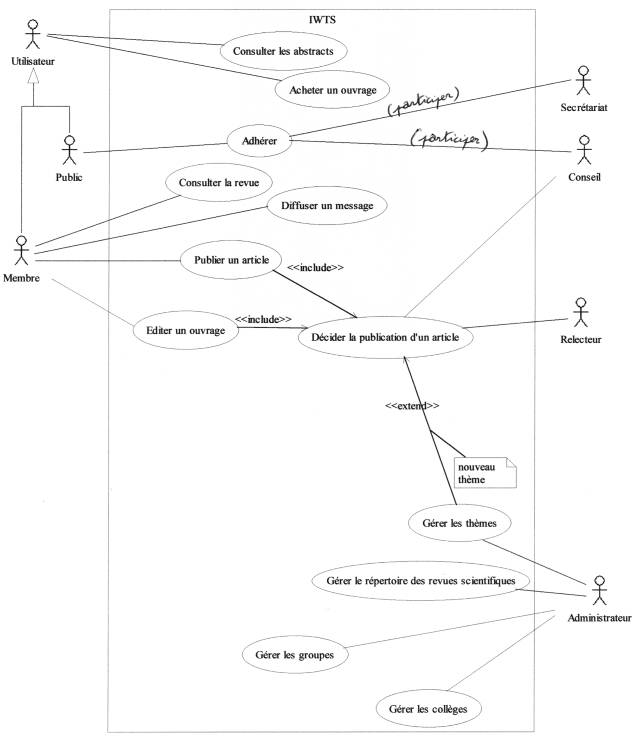 IWTS
Utilisateur
Consulter les abstracts
Acheter un ouvrage
(participer)
Secrétariat
Adhérer
(participer)
Public
Conseil
Consulter la revue
Diffuser un message
Membre
Publier un article
<<include>>
Editer un ouvrage
<<include>>
Décider la publication d'un article
Relecteur
<<extend>>
nouveau
thème
Gérer les thèmes
Gérer le répertoire des revues scientifiques
Administrateur
Gérer les groupes
Gérer les collèges